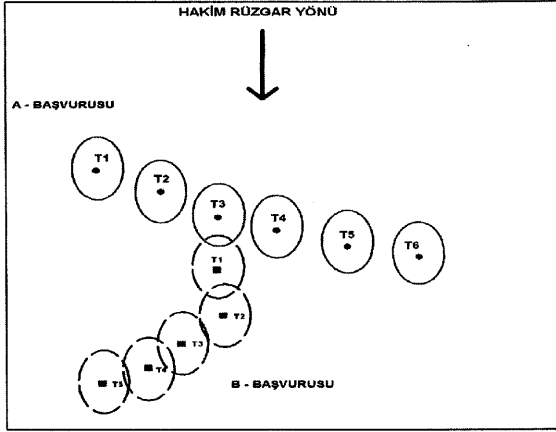 HAKİM RÜZGAR YÖNÜ
A - BAŞVURUSU
T1
T2
T3
T4
T5
T6
T1
T2
T3
T4
T5
B - BAŞVURUSU